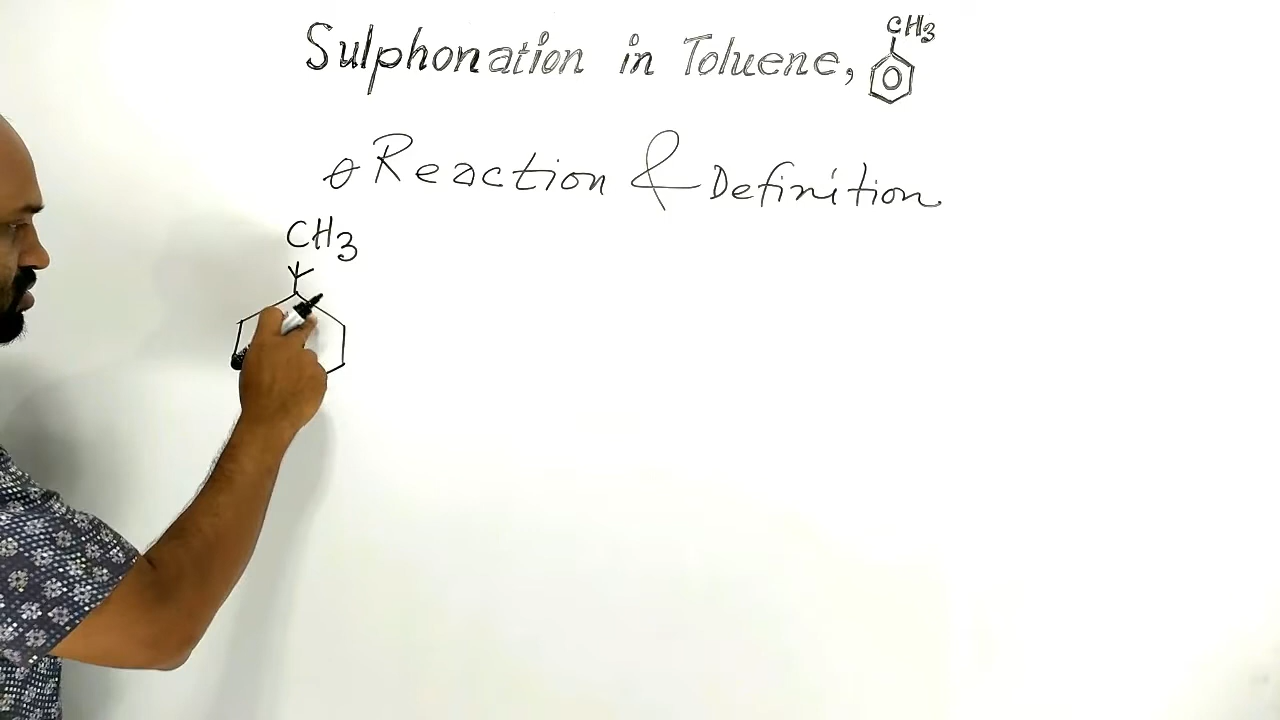 Sulphonation in Toluene, CH3
Reaction & Definition
CH3